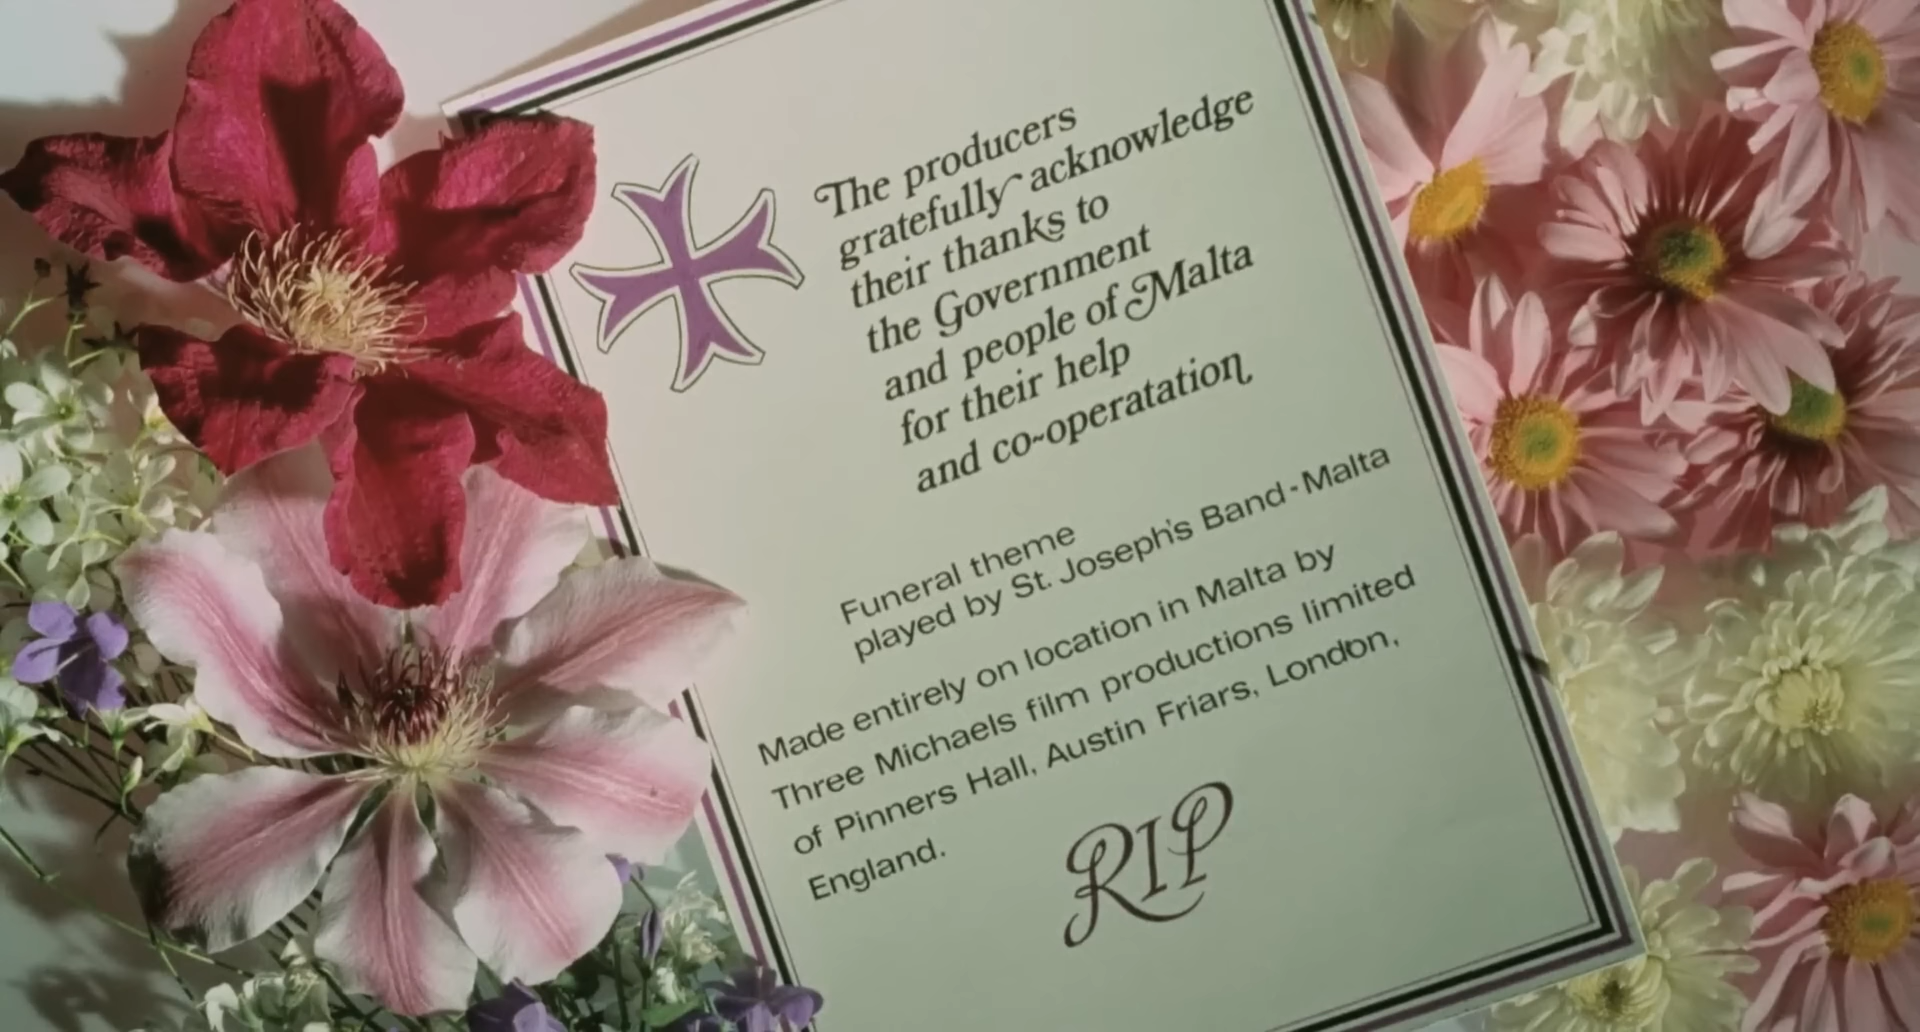 The producers
gratefully acknowledge
their thanks to
the Government
and people of Malta
for their help
and co-operatation
Funeral theme
played by St. Joseph's Band-Malta
Made entirely on location in Malta by
Three Michaels film productions limited
of Pinners Hall, Austin Friars, London,
England.
RIP